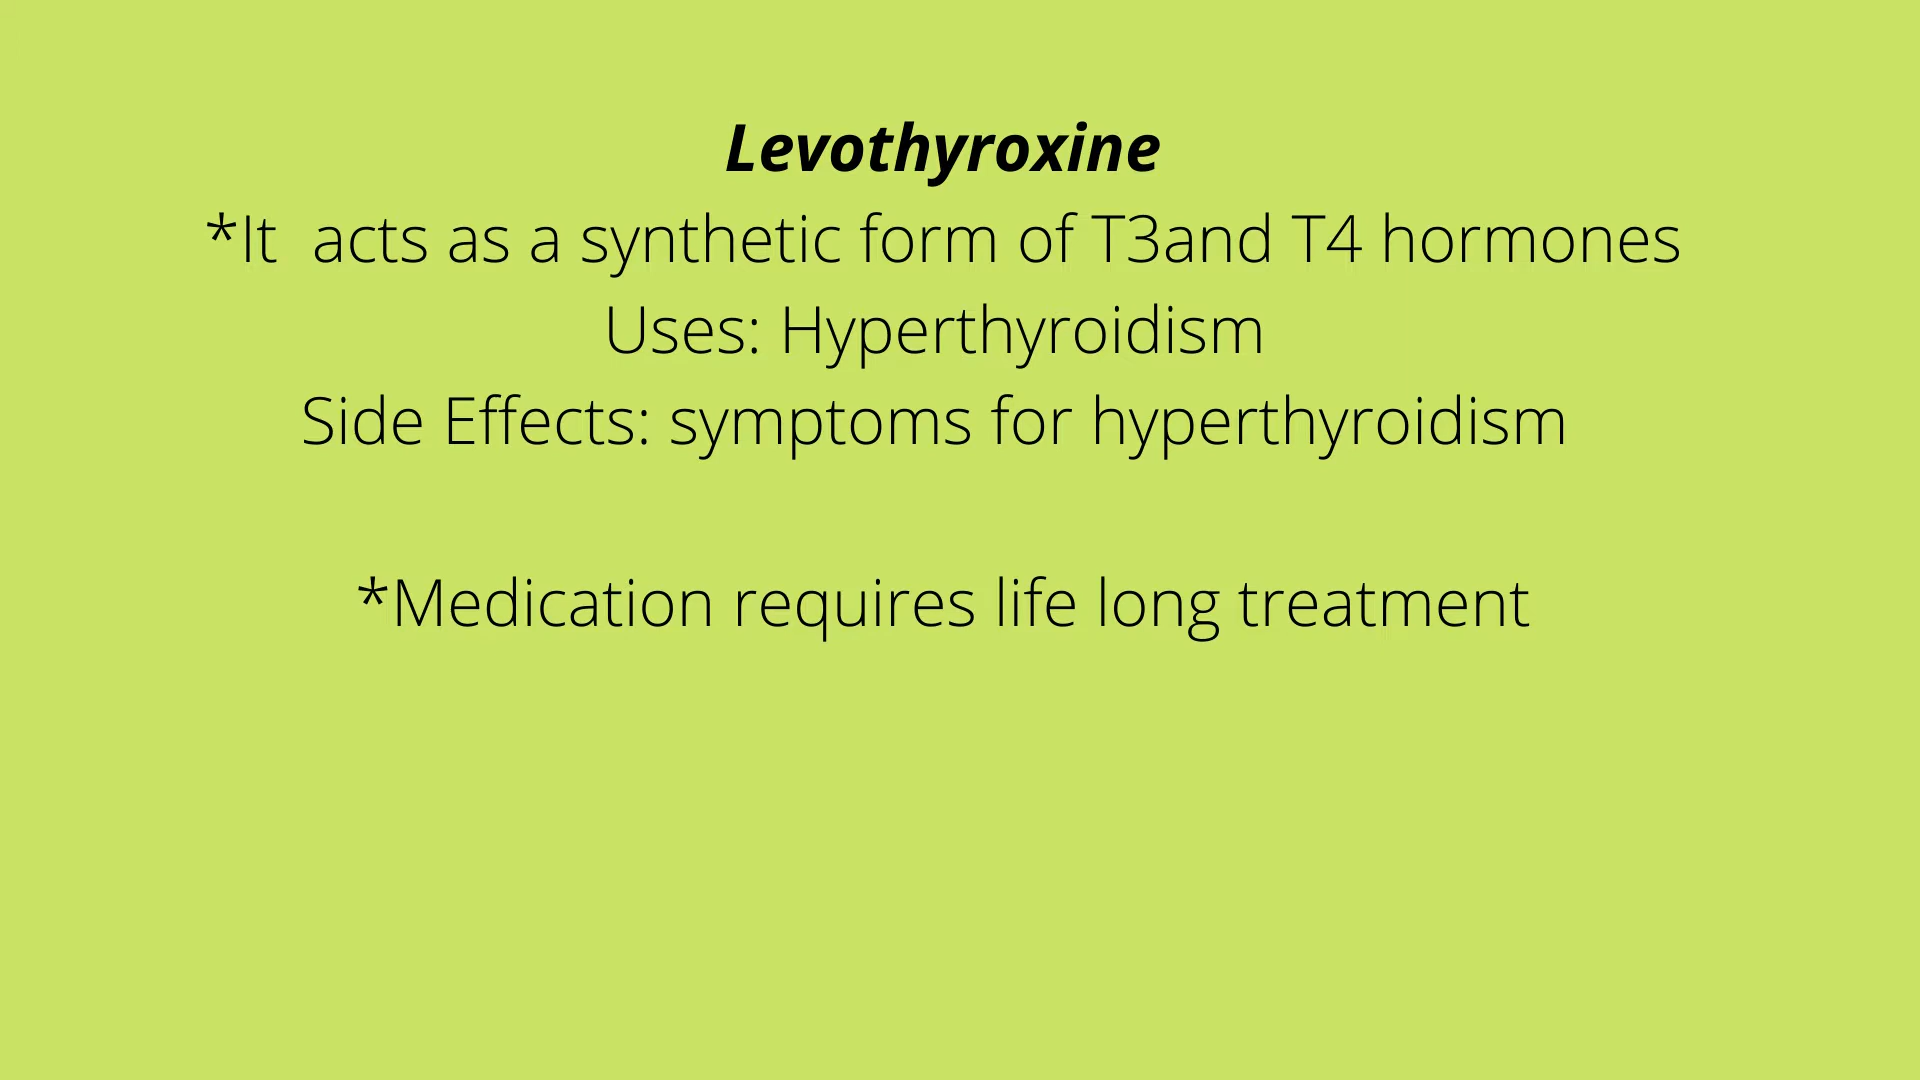 Levothyroxine
*It  acts as a synthetic form of T3and T4 hormones
Uses: Hyperthyroidism
Side Effects: symptoms for hyperthyroidism
*Medication requires life long treatment